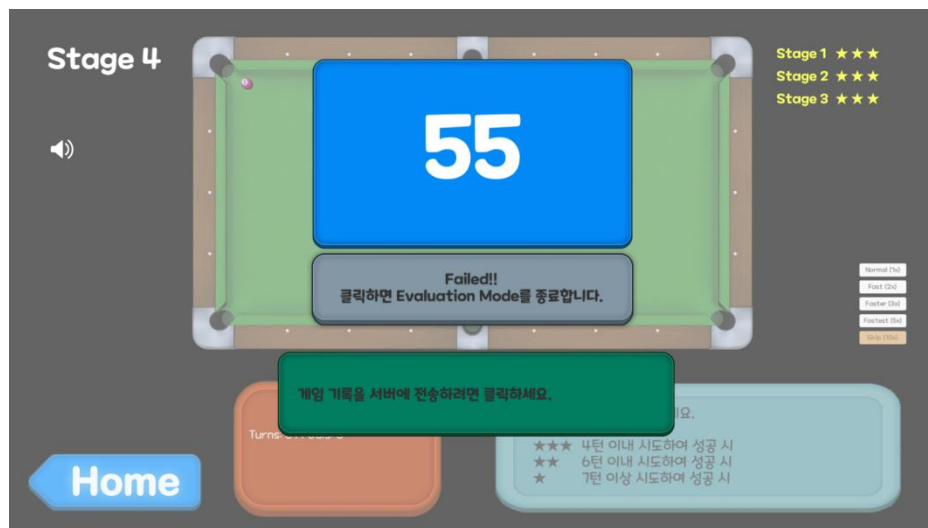 Stage 4
Stage 1 ★★★
Stage 2 ★★★
Stage 3 ★★★
55
Failed!!
클릭하면 Evaluation Mode를 종료합니다.
Normal (1x)
Fast (2x)
Faster (3x)
Fastest (5x)
Skip (10x)
게임 기록을 서버에 전송하려면 클릭하세요.
Turns:
★★★ 4턴 이내 시도하여 성공 시
★★ 6턴 이내 시도하여 성공 시
★ 7턴 이상 시도하여 성공 시
Home